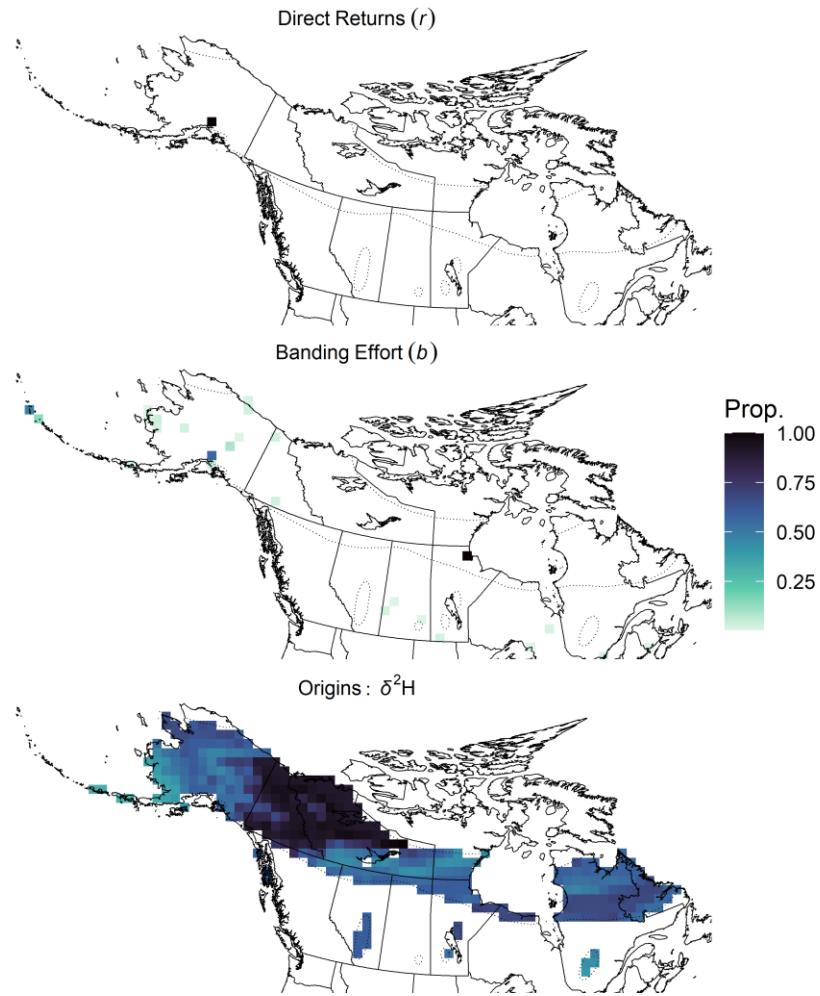 Direct Returns (r)
Banding Effort (b)
Prop.
1.00
0.75
0.50
0.25
Origins : δ²H